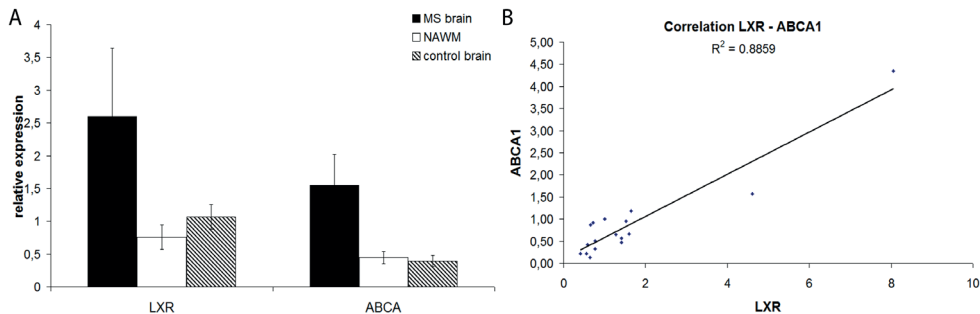 A
relative expression
4
3,5
3
2,5
2
1,5
1
0,5
0
MS brain
NAWM
control brain
LXR
ABCA
B
Correlation LXR - ABCA1
R² = 0.8859
ABCA1
5,00
4,50
4,00
3,50
3,00
2,50
2,00
1,50
1,00
0,50
0,00
0
2
4
6
8
10
LXR